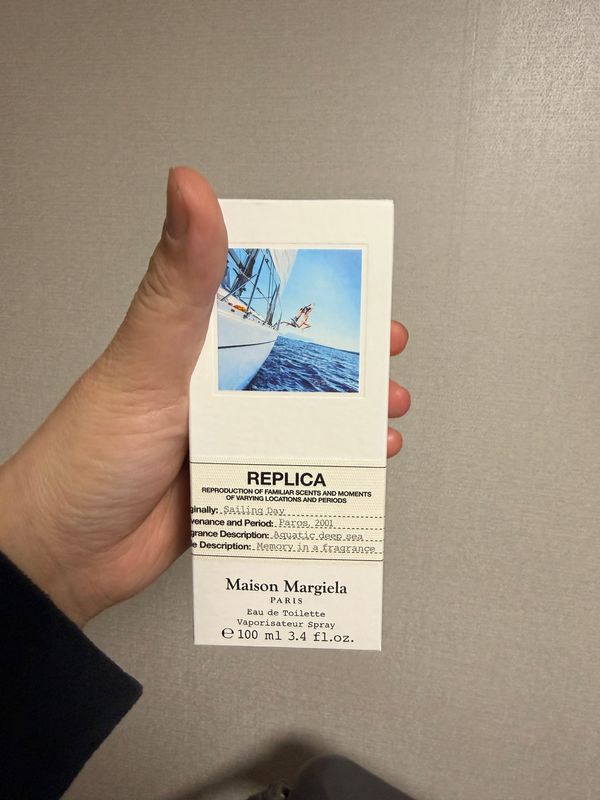 REPLICA
REPRODUCTION OF FAMILIAR SCENTS AND MOMENTS
OF VARYING LOCATIONS AND PERIODS
ginally: Sailing Day
venance and Period: Paros, 2001
grance Description: Aquatic deep sea
e Description: Memory in a fragrance
Maison Margiela
PARIS
Eau de Toilette
Vaporisateur Spray
℮ 100 ml 3.4 fl.oz.